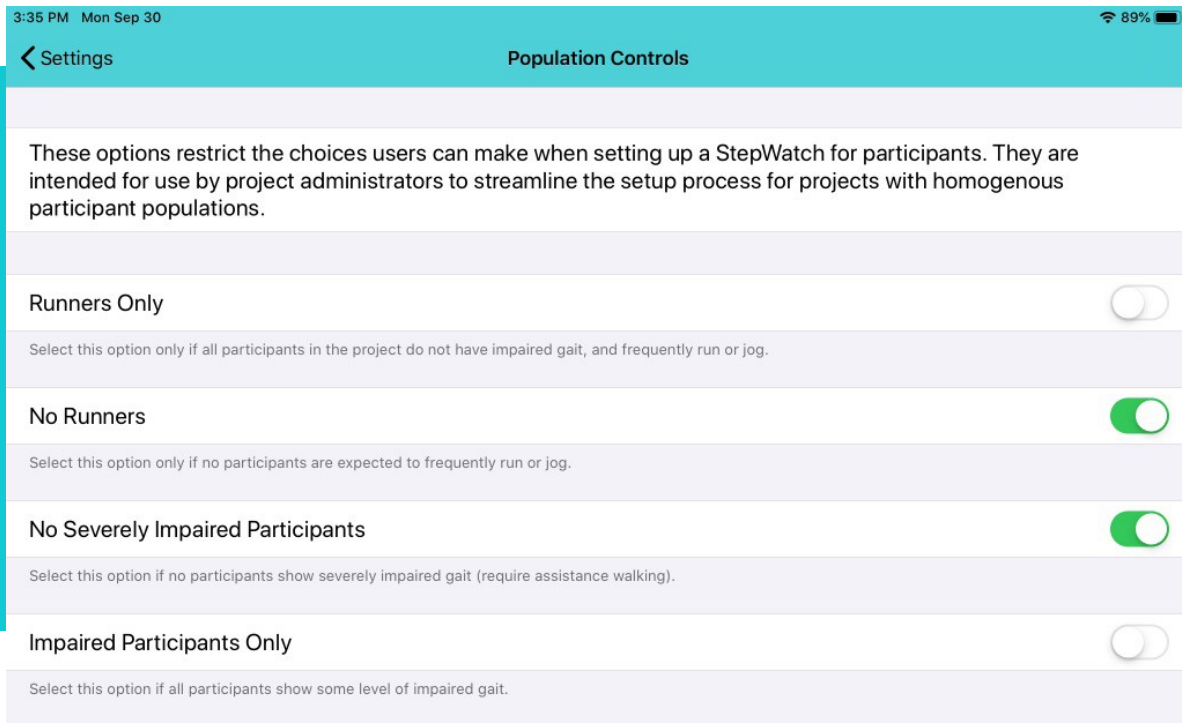 3:35 PM Mon Sep 30
89%
Settings
Population Controls
These options restrict the choices users can make when setting up a StepWatch for participants. They are
intended for use by project administrators to streamline the setup process for projects with homogenous
participant populations.
Runners Only
Select this option only if all participants in the project do not have impaired gait, and frequently run or jog.
No Runners
Select this option only if no participants are expected to frequently run or jog.
No Severely Impaired Participants
Select this option if no participants show severely impaired gait (require assistance walking).
Impaired Participants Only
Select this option if all participants show some level of impaired gait.